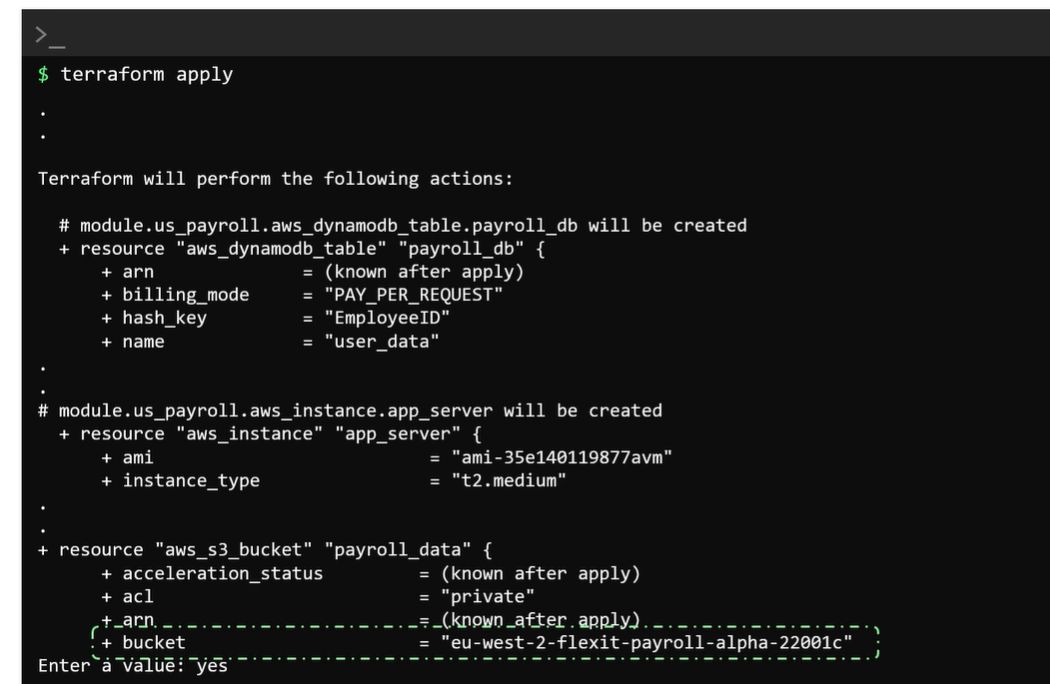 >_
$ terraform apply
.
.
Terraform will perform the following actions:
# module.us_payroll.aws_dynamodb_table.payroll_db will be created
+ resource "aws_dynamodb_table" "payroll_db" {
+ arn = (known after apply)
+ billing_mode = "PAY_PER_REQUEST"
+ hash_key = "EmployeeID"
+ name = "user_data"
.
.
# module.us_payroll.aws_instance.app_server will be created
+ resource "aws_instance" "app_server" {
+ ami = "ami-35e140119877avm"
+ instance_type = "t2.medium"
.
.
+ resource "aws_s3_bucket" "payroll_data" {
+ acceleration_status = (known after apply)
+ acl = "private"
+ arn = (known after apply)
+ bucket = "eu-west-2-flexit-payroll-alpha-22001c"
Enter a value: yes